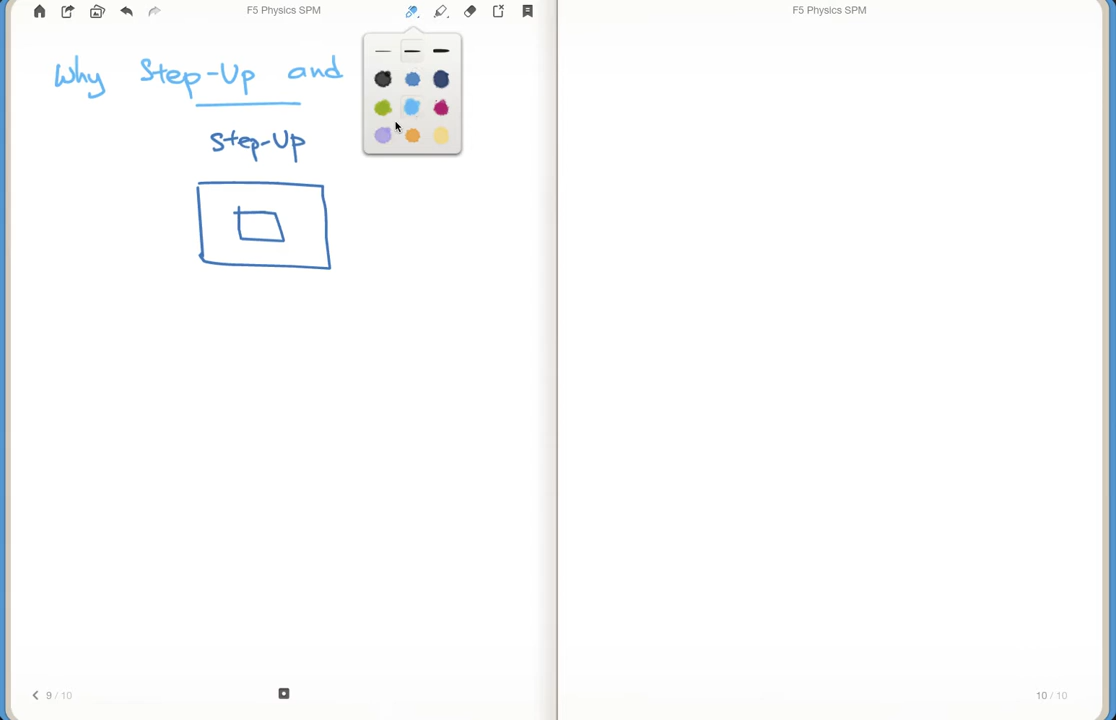 F5 Physics SPM
F5 Physics SPM
Why Step-Up and
Step-Up
9 / 10
10 / 10